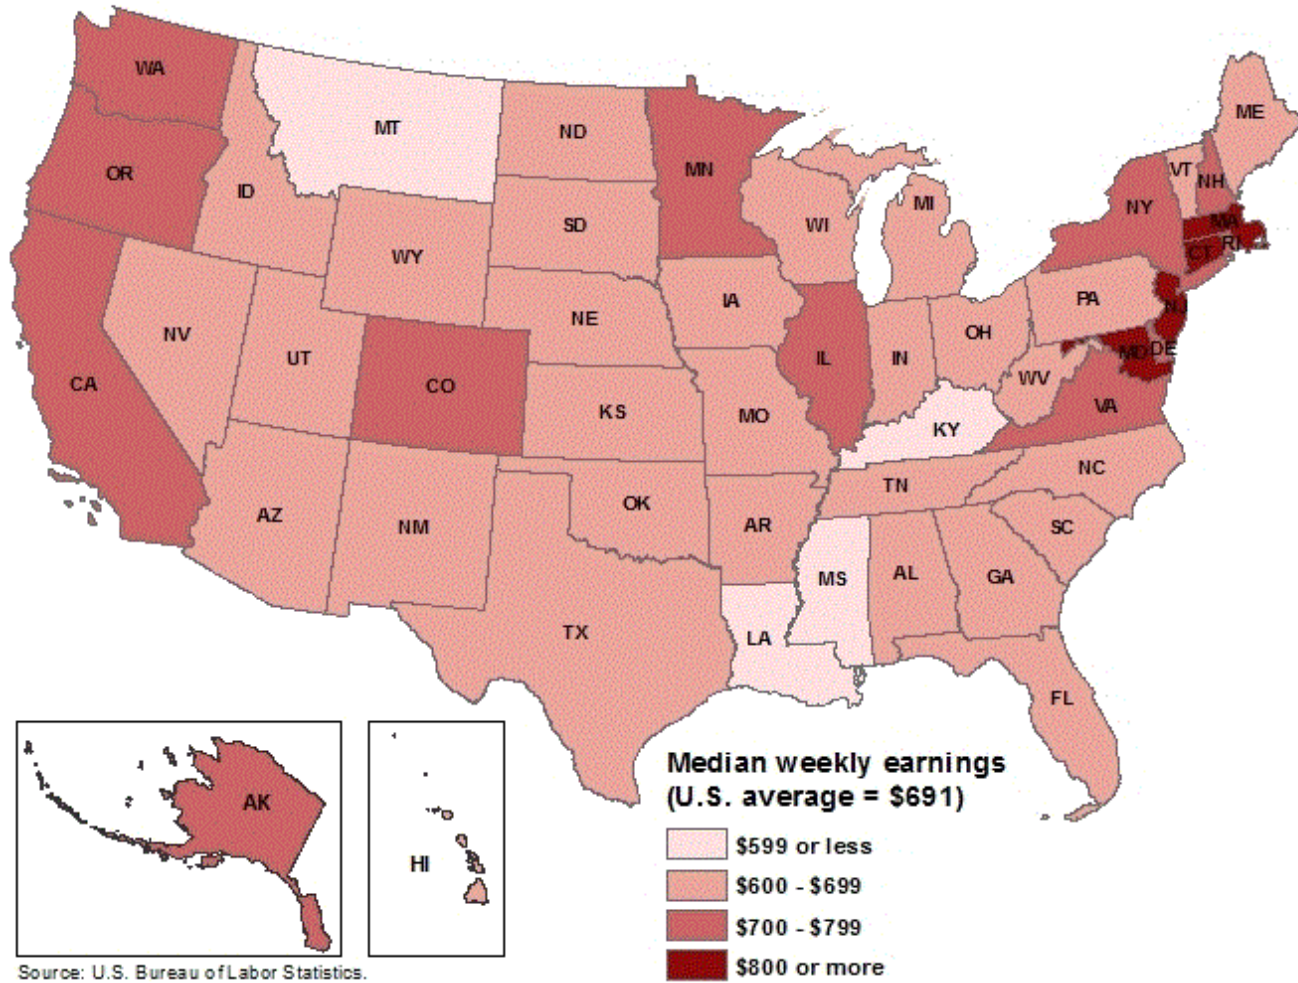 WA
MT
ND
MN
ME
OR
ID
SD
WI
MI
VT
NH
NY
MA
CT
RI
WY
IA
NE
PA
NJ
NV
UT
CO
IL
IN
OH
WV
MD
DE
CA
KS
MO
KY
VA
AZ
NM
OK
AR
TN
NC
SC
MS
AL
GA
TX
LA
FL
AK
HI
Median weekly earnings
(U.S. average = $691)
$599 or less
$600 - $699
$700 - $799
$800 or more
Source: U.S. Bureau of Labor Statistics.